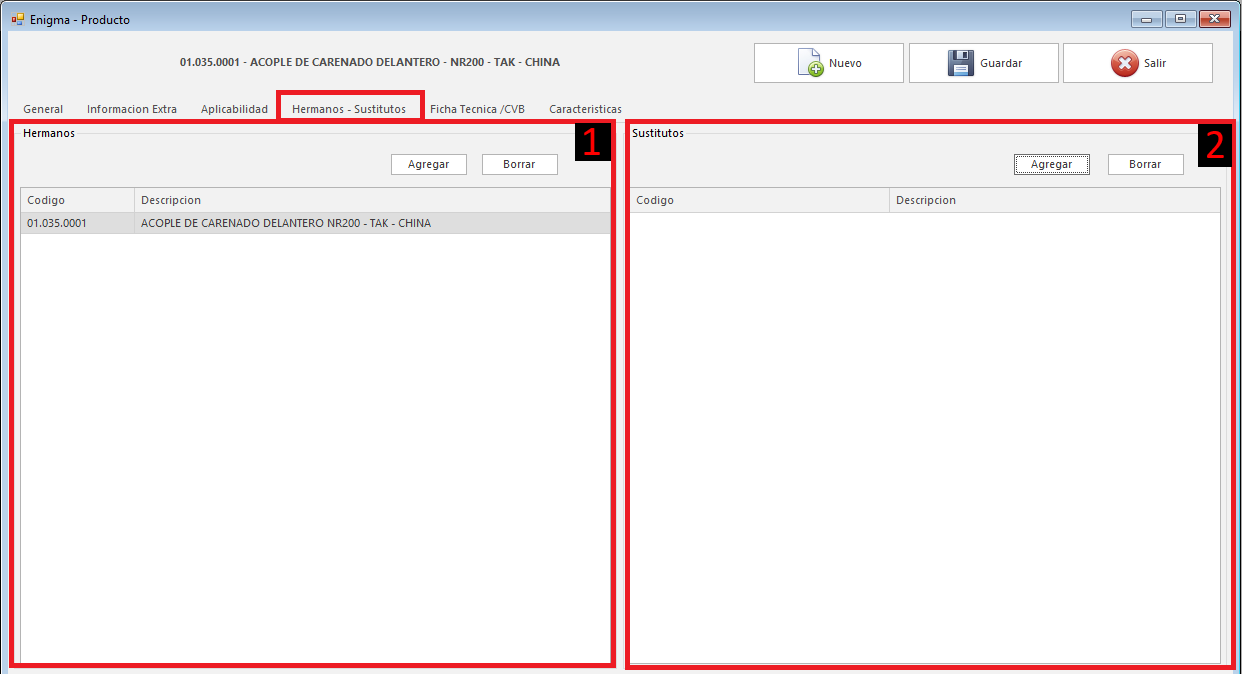 Enigma - Producto
01.035.0001 - ACOPLE DE CARENADO DELANTERO - NR200 - TAK - CHINA
Nuevo
Guardar
Salir
General
Informacion Extra
Aplicabilidad
Hermanos - Sustitutos
Ficha Tecnica /CVB
Caracteristicas
Hermanos
1
Agregar
Borrar
Codigo
Descripcion
01.035.0001
ACOPLE DE CARENADO DELANTERO NR200 - TAK - CHINA
Sustitutos
2
Agregar
Borrar
Codigo
Descripcion